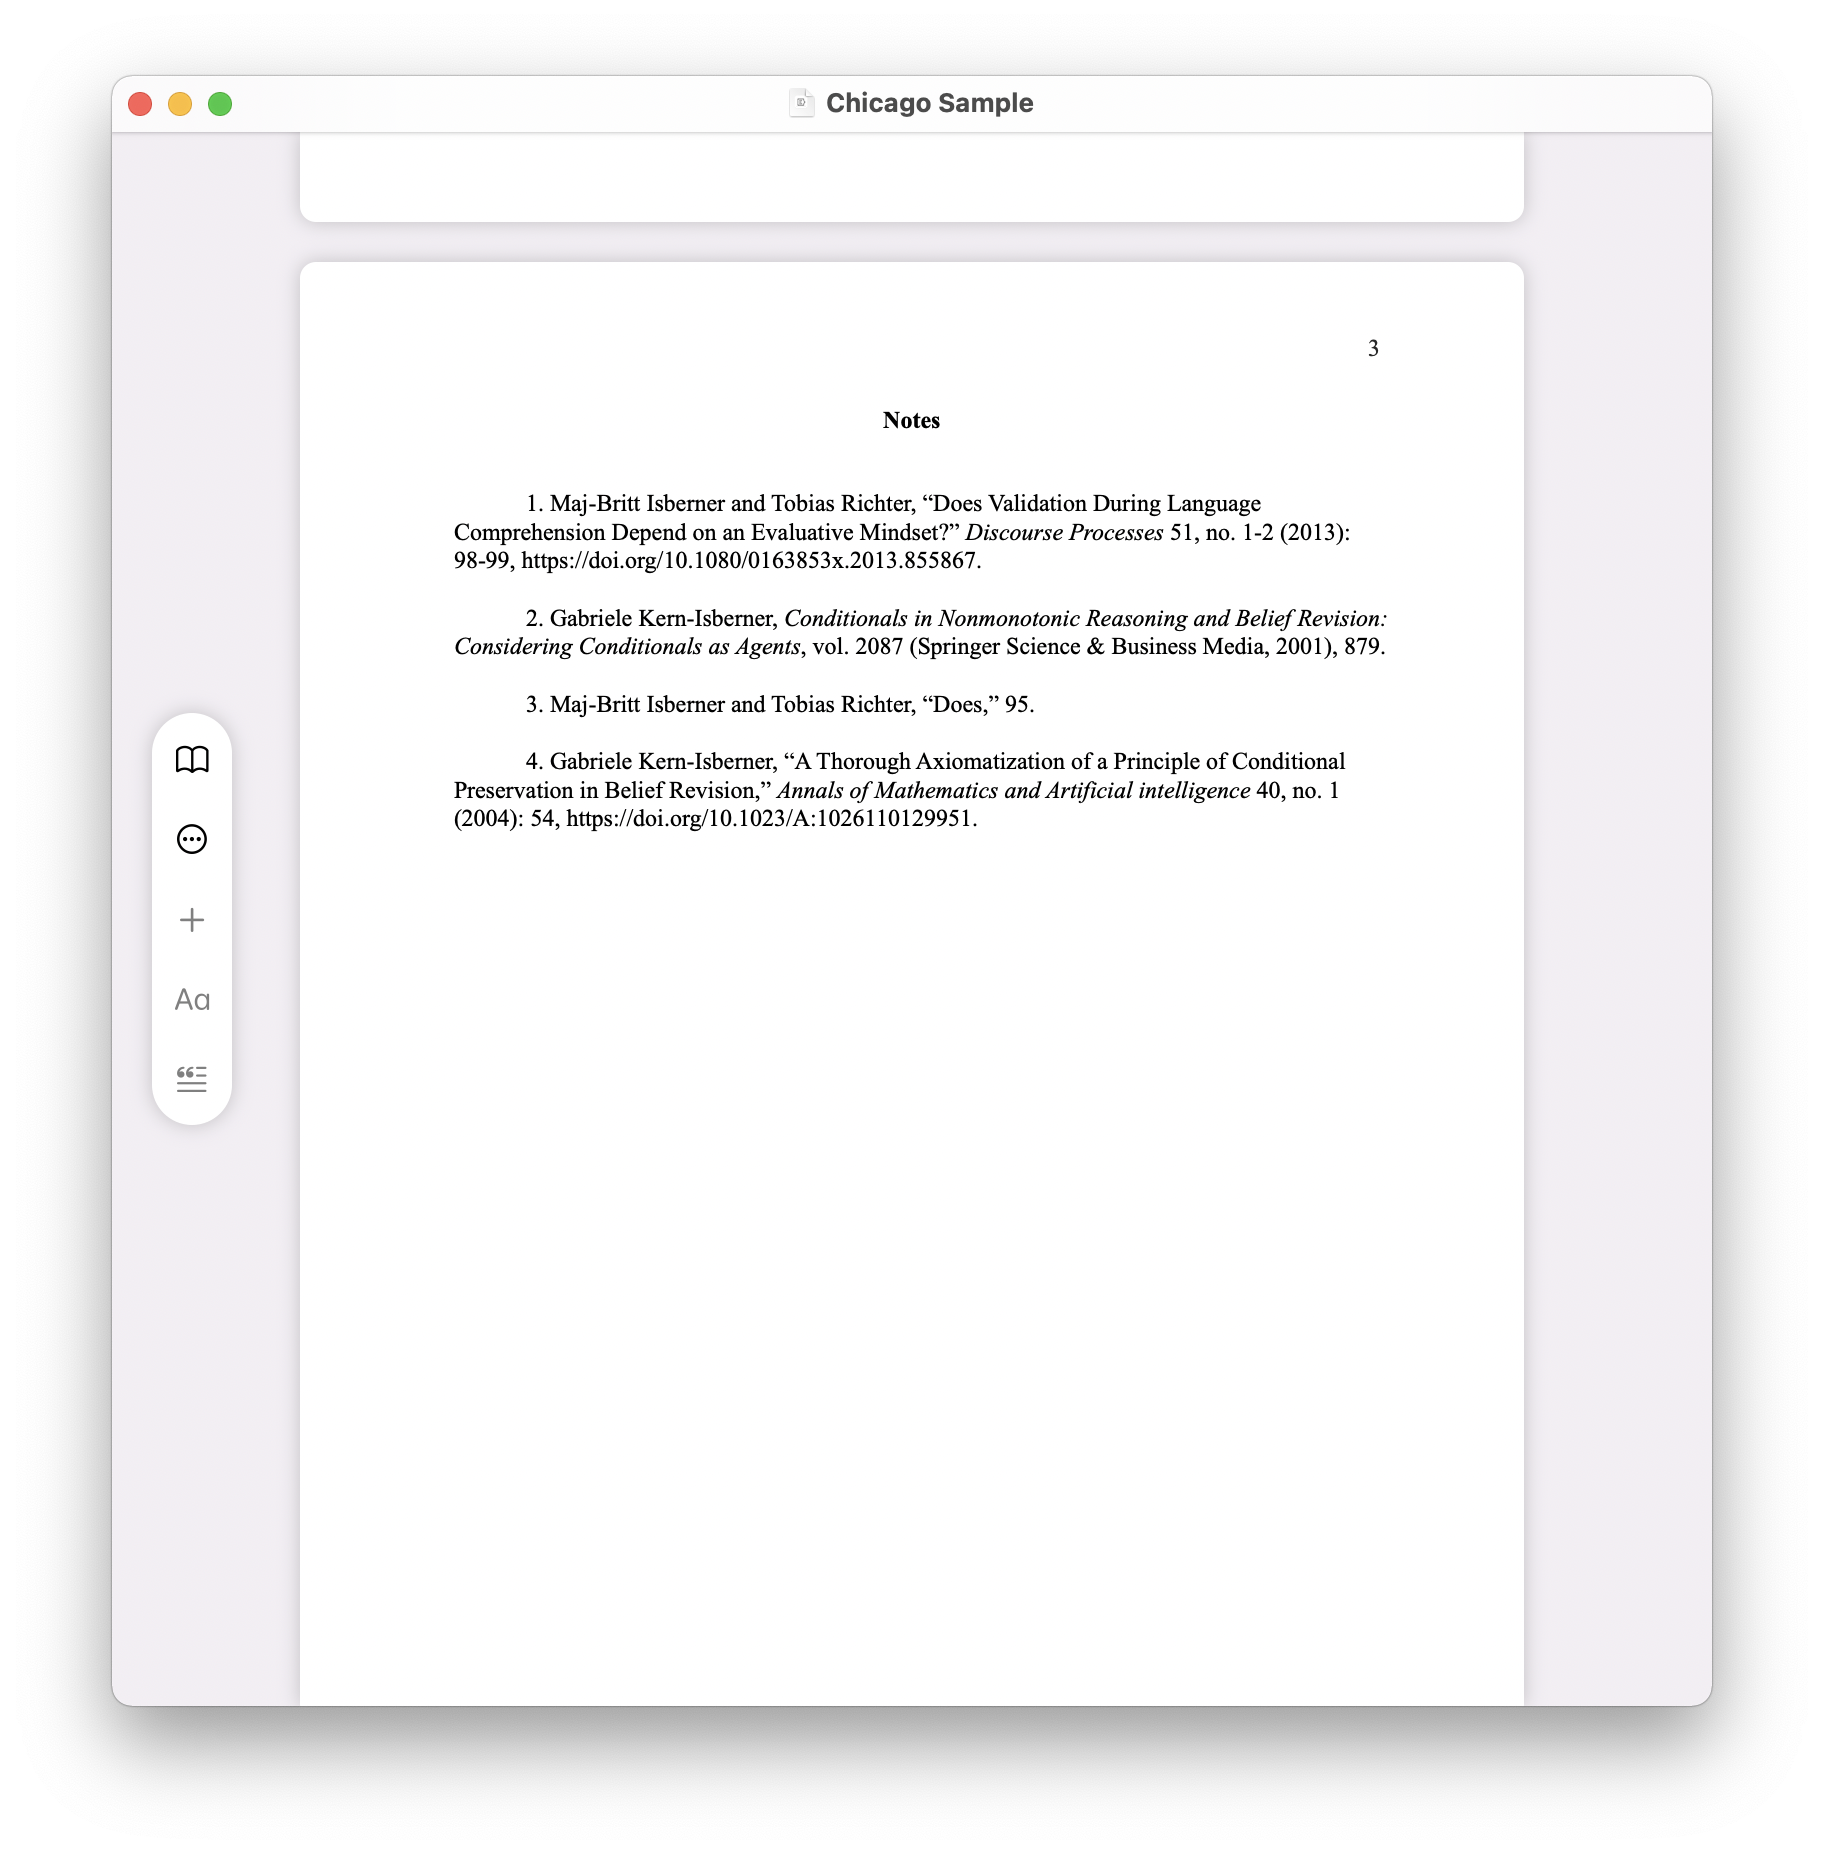 Chicago Sample
3
Notes
1. Maj-Britt Isberner and Tobias Richter, “Does Validation During Language
Comprehension Depend on an Evaluative Mindset?” Discourse Processes 51, no. 1-2 (2013):
98-99, https://doi.org/10.1080/0163853x.2013.855867.
2. Gabriele Kern-Isberner, Conditionals in Nonmonotonic Reasoning and Belief Revision:
Considering Conditionals as Agents, vol. 2087 (Springer Science & Business Media, 2001), 879.
3. Maj-Britt Isberner and Tobias Richter, “Does,” 95.
4. Gabriele Kern-Isberner, “A Thorough Axiomatization of a Principle of Conditional
Preservation in Belief Revision,” Annals of Mathematics and Artificial intelligence 40, no. 1
(2004): 54, https://doi.org/10.1023/A:1026110129951.
Aa